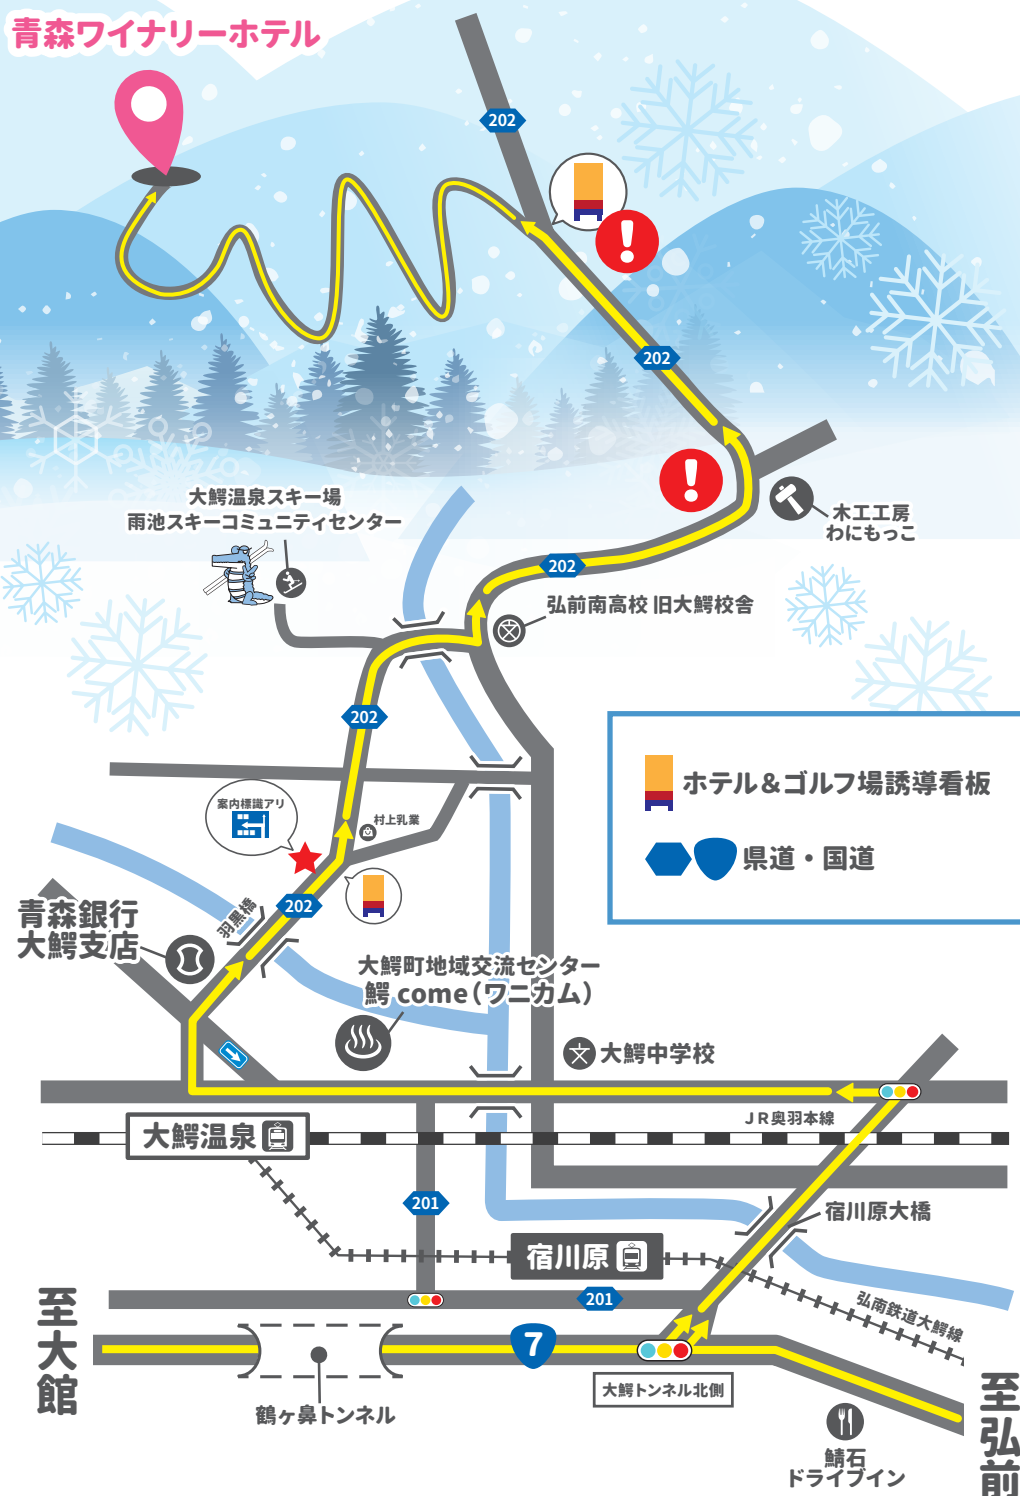 青森ワイナリーホテル
202
202
大鰐温泉スキー場
雨池スキーコミュニティセンター
木工工房
わにもっこ
202
弘前南高校 旧大鰐校舎
202
ホテル&ゴルフ場誘導看板
県道・国道
案内標識アリ
村上乳業
202
羽黒橋
青森銀行
大鰐支店
大鰐町地域交流センター
鰐 come(ワニカム)
大鰐中学校
JR奥羽本線
大鰐温泉
201
宿川原大橋
宿川原
201
弘南鉄道大鰐線
至大館
7
大鰐トンネル北側
鶴ヶ鼻トンネル
至弘前
鯖石
ドライブイン